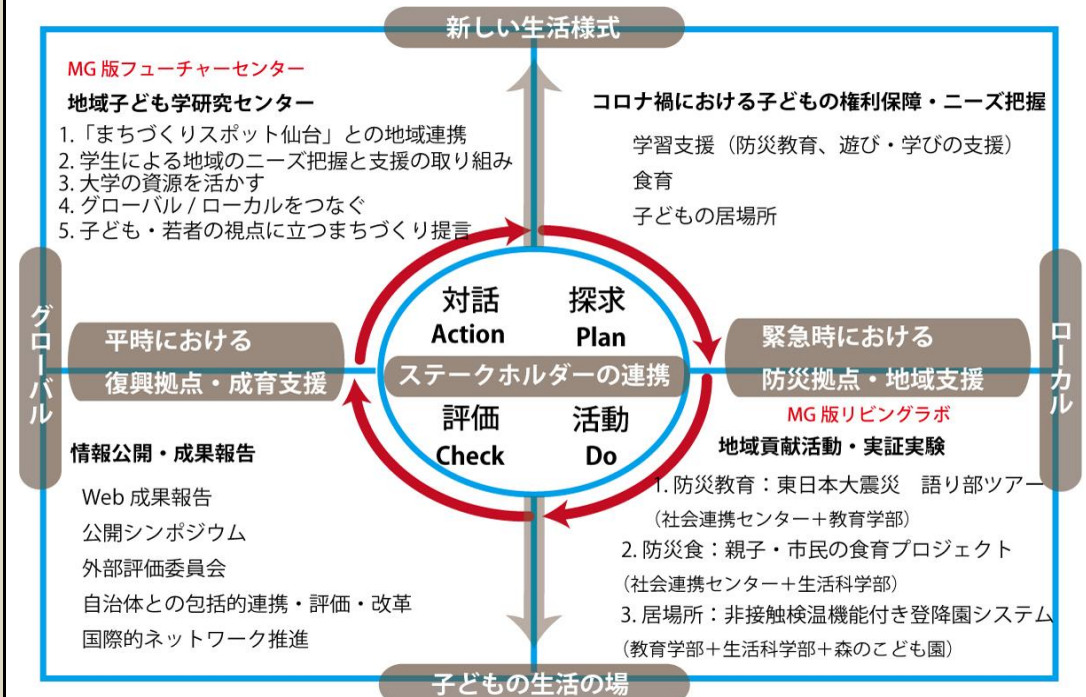 新しい生活様式
MG 版フューチャーセンター
地域子ども学研究センター
1. 「まちづくりスポット仙台」との地域連携
2. 学生による地域のニーズ把握と支援の取り組み
3. 大学の資源を活かす
4. グローバル / ローカルをつなぐ
5. 子ども・若者の視点に立つまちづくり提言
コロナ禍における子どもの権利保障・ニーズ把握
学習支援（防災教育、遊び・学びの支援）
食育
子どもの居場所
グローバル
平時における
復興拠点・成育支援
対話
Action
探求
Plan
ステークホルダーの連携
評価
Check
活動
Do
緊急時における
防災拠点・地域支援
ローカル
情報公開・成果報告
Web 成果報告
公開シンポジウム
外部評価委員会
自治体との包括的連携・評価・改革
国際的ネットワーク推進
MG 版リビングラボ
地域貢献活動・実証実験
1. 防災教育：東日本大震災　語り部ツアー
（社会連携センター＋教育学部）
2. 防災食：親子・市民の食育プロジェクト
（社会連携センター＋生活科学部）
3. 居場所：非接触検温機能付き登降園システム
（教育学部＋生活科学部＋森のこども園）
子どもの生活の場